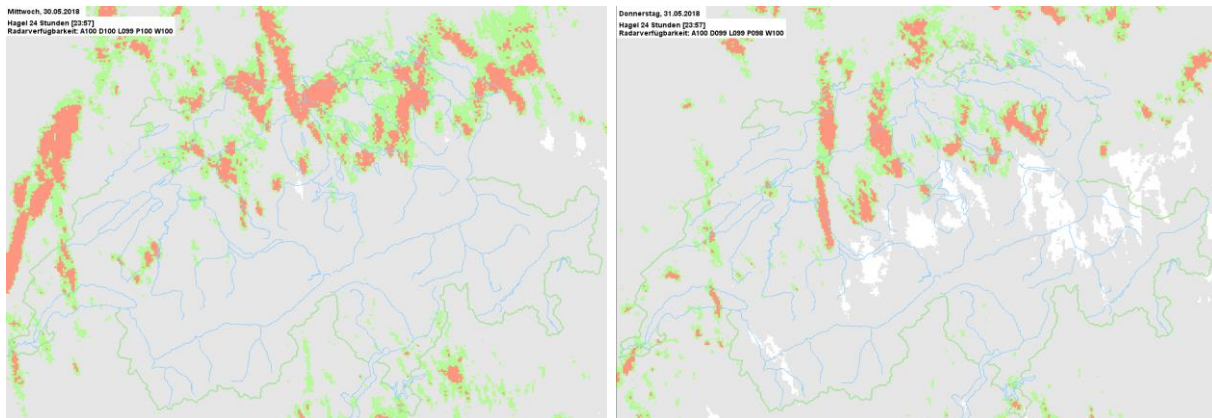 Mittwoch, 30.05.2018
Hagel 24 Stunden [23:57]
Radarverfügbarkeit: A100 D100 L099 P100 W100
Donnerstag, 31.05.2018
Hagel 24 Stunden [23:57]
Radarverfügbarkeit: A100 D099 L099 P098 W100